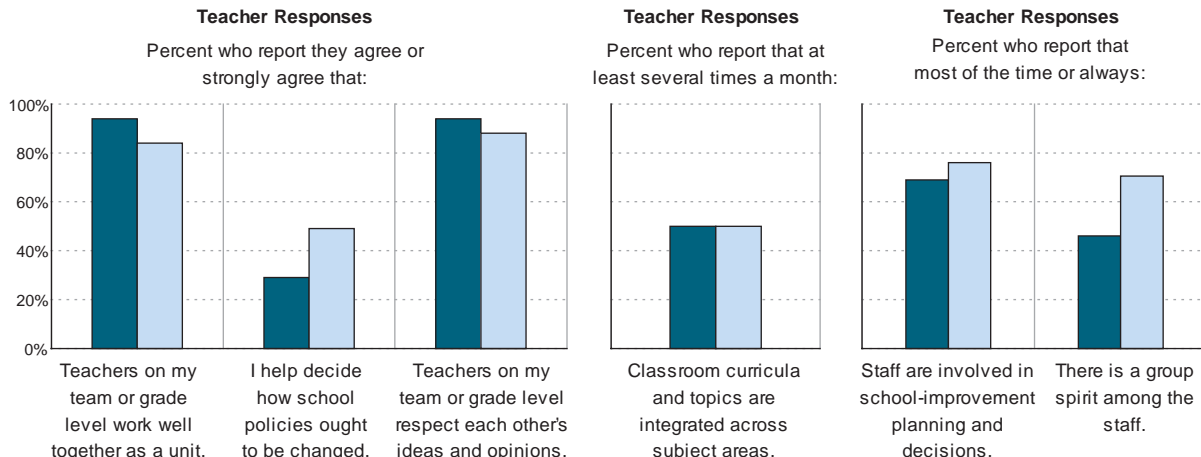 Teacher Responses
Percent who report they agree or
strongly agree that:
Teacher Responses
Percent who report that at
least several times a month:
Teacher Responses
Percent who report that
most of the time or always:
100%
80%
60%
40%
20%
0%
Teachers on my
team or grade
level work well
together as a unit.
I help decide
how school
policies ought
to be changed.
Teachers on my
team or grade level
respect each other's
ideas and opinions.
Classroom curricula
and topics are
integrated across
subject areas.
Staff are involved in
school-improvement
planning and
decisions.
There is a group
spirit among the
staff.